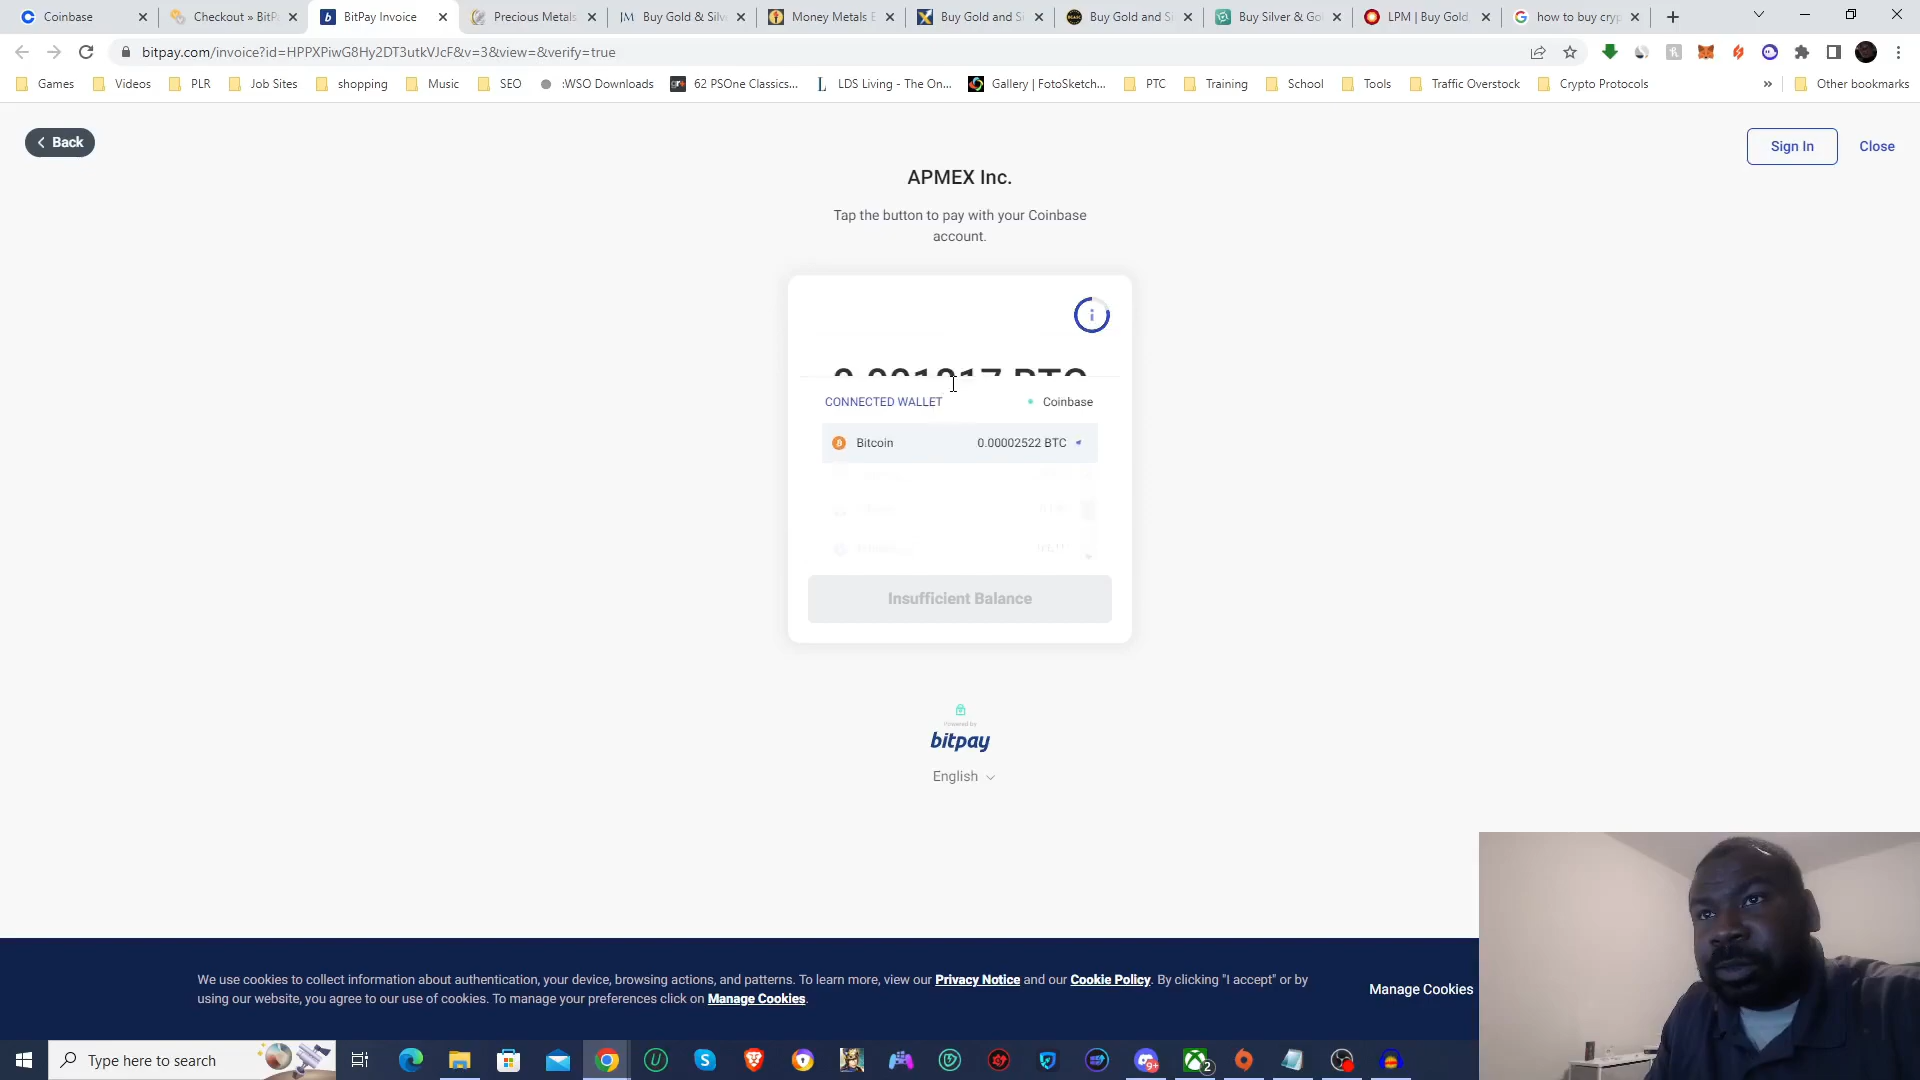 Coinbase
Checkout » BitP
BitPay Invoice
Precious Metals
Buy Gold & Silv
Money Metals E
Buy Gold and Si
Buy Gold and Si
Buy Silver & Go
LPM | Buy Gold
how to buy cryp
bitpay.com/invoice?id=HPPXPiwG8Hy2DT3utkVJcF&v=3&view=&verify=true
Games
Videos
PLR
Job Sites
shopping
Music
SEO
:WSO Downloads
62 PSOne Classics...
LDS Living - The On...
Gallery | FotoSketch...
PTC
Training
School
Tools
Traffic Overstock
Crypto Protocols
»
Other bookmarks
Back
Sign In
Close
APMEX Inc.
Tap the button to pay with your Coinbase
account.
CONNECTED WALLET
Coinbase
Bitcoin
0.00002522 BTC
Insufficient Balance
Powered by
bitpay
English
We use cookies to collect information about authentication, your device, browsing actions, and patterns. To learn more, view our Privacy Notice and our Cookie Policy. By clicking "I accept" or by
using our website, you agree to our use of cookies. To manage your preferences click on Manage Cookies.
Manage Cookies
Type here to search
9+
2